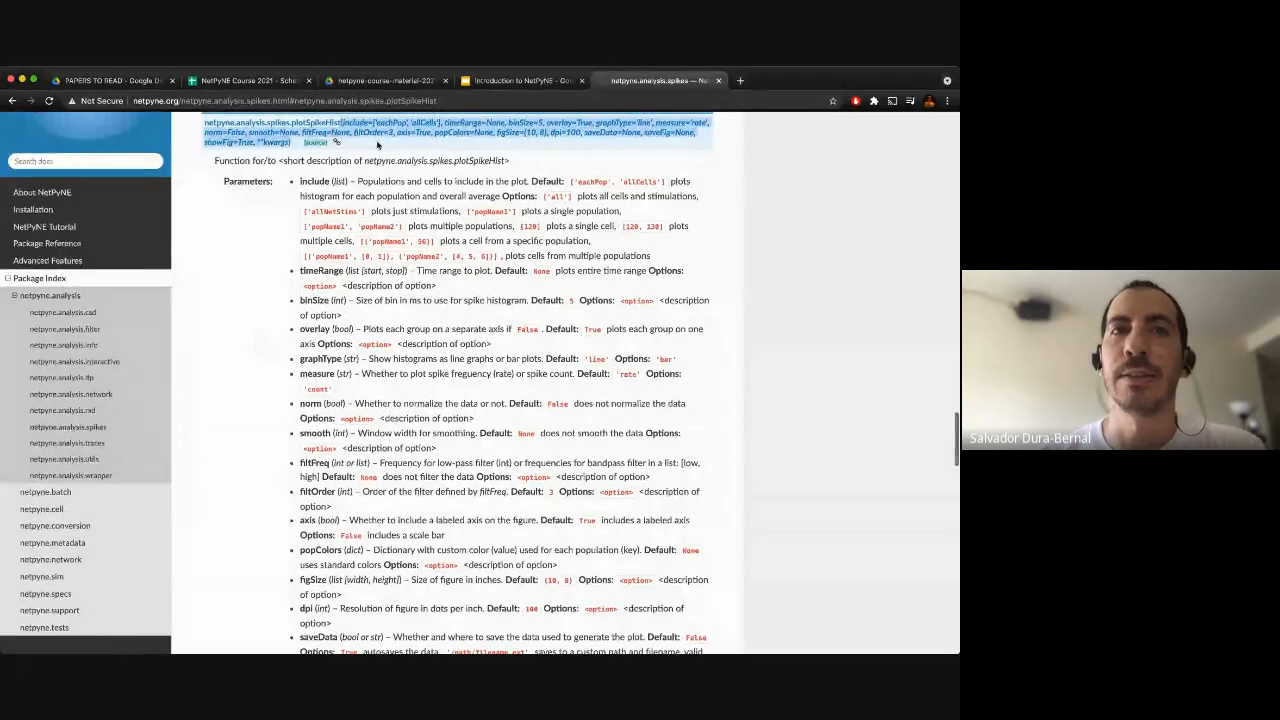 PAPERS TO READ - Google Dr
NetPyNE Course 2021 - Sche
netpyne-course-material-202
Introduction to NetPyNE - Go
netpyne.analysis.spikes — Ne
Not Secure | netpyne.org/netpyne.analysis.spikes.html#netpyne.analysis.spikes.plotSpikeHist
Search docs
About NetPyNE
Installation
NetPyNE Tutorial
Package Reference
Advanced Features
Package Index
netpyne.analysis
netpyne.analysis.csd
netpyne.analysis.filter
netpyne.analysis.info
netpyne.analysis.interactive
netpyne.analysis.lfp
netpyne.analysis.network
netpyne.analysis.rxd
netpyne.analysis.spikes
netpyne.analysis.traces
netpyne.analysis.utils
netpyne.analysis.wrapper
netpyne.batch
netpyne.cell
netpyne.conversion
netpyne.metadata
netpyne.network
netpyne.sim
netpyne.specs
netpyne.support
netpyne.tests
netpyne.analysis.spikes.plotSpikeHist(include=['eachPop', 'allCells'], timeRange=None, binSize=5, overlay=True, graphType='line', measure='rate',
norm=False, smooth=None, filtFreq=None, filtOrder=3, axis=True, popColors=None, figSize=(10, 8), dpi=100, saveData=None, saveFig=None,
showFig=True, **kwargs) [source]
Function for/to <short description of netpyne.analysis.spikes.plotSpikeHist>
Parameters:
• include (list) – Populations and cells to include in the plot. Default: ['eachPop', 'allCells'] plots
histogram for each population and overall average Options: ['all'] plots all cells and stimulations,
['allNetStims'] plots just stimulations, ['popName1'] plots a single population,
['popName1', 'popName2'] plots multiple populations, [120] plots a single cell, [120, 130] plots
multiple cells, [('popName1', 56)] plots a cell from a specific population,
[('popName1', [0, 1]), ('popName2', [4, 5, 6])], plots cells from multiple populations
• timeRange (list [start, stop]) – Time range to plot. Default: None plots entire time range Options:
<option> <description of option>
• binSize (int) – Size of bin in ms to use for spike histogram. Default: 5 Options: <option> <description
of option>
• overlay (bool) – Plots each group on a separate axis if False . Default: True plots each group on one
axis Options: <option> <description of option>
• graphType (str) – Show histograms as line graphs or bar plots. Default: 'line' Options: 'bar'
• measure (str) – Whether to plot spike freguency (rate) or spike count. Default: 'rate' Options:
'count'
• norm (bool) – Whether to normalize the data or not. Default: False does not normalize the data
Options: <option> <description of option>
• smooth (int) – Window width for smoothing. Default: None does not smooth the data Options:
<option> <description of option>
• filtFreq (int or list) – Frequency for low-pass filter (int) or frequencies for bandpass filter in a list: [low,
high] Default: None does not filter the data Options: <option> <description of option>
• filtOrder (int) – Order of the filter defined by filtFreq. Default: 3 Options: <option> <description of
option>
• axis (bool) – Whether to include a labeled axis on the figure. Default: True includes a labeled axis
Options: False includes a scale bar
• popColors (dict) – Dictionary with custom color (value) used for each population (key). Default: None
uses standard colors Options: <option> <description of option>
• figSize (list [width, height]) – Size of figure in inches. Default: (10, 8) Options: <option> <description
of option>
• dpi (int) – Resolution of figure in dots per inch. Default: 100 Options: <option> <description of
option>
• saveData (bool or str) – Whether and where to save the data used to generate the plot. Default: False
Options: True autosaves the data, '/path/filename.ext' saves to a custom path and filename, valid
Salvador Dura-Bernal